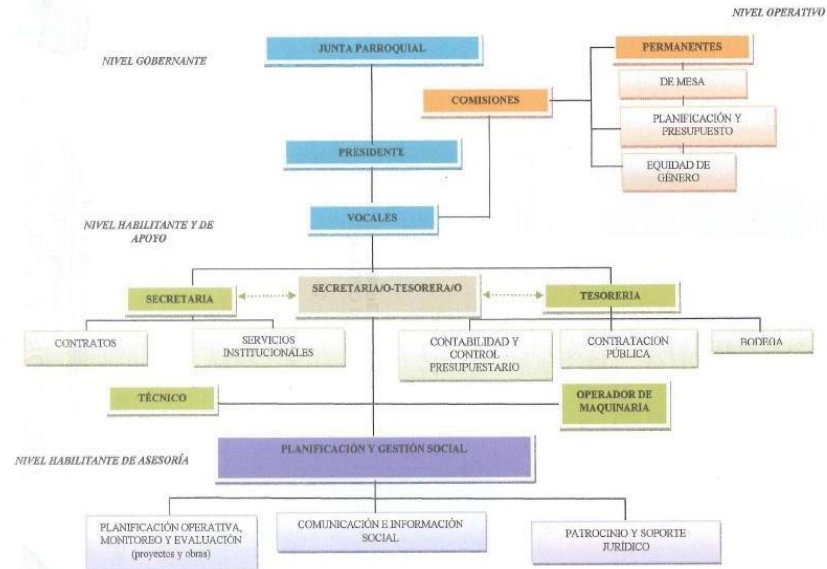 NIVEL OPERATIVO
JUNTA PARROQUIAL
PERMANENTES
NIVEL GOBERNANTE
DE MESA
COMISIONES
PLANIFICACIÓN Y
PRESUPUESTO
PRESIDENTE
EQUIDAD DE
GÉNERO
VOCALES
NIVEL HABILITANTE Y DE
APOYO
SECRETARIA
SECRETARIA/O-TESORERA/O
TESORERIA
CONTRATOS
SERVICIOS
INSTITUCIONALES
CONTABILIDAD Y
CONTROL
PRESUPUESTARIO
CONTRATACION
PÚBLICA
BODEGA
TÉCNICO
OPERADOR DE
MAQUINARIA
PLANIFICACIÓN Y GESTIÓN SOCIAL
NIVEL HABILITANTE DE ASESORÍA
PLANIFICACIÓN OPERATIVA,
MONITOREO Y EVALUACIÓN
(proyectos y obras)
COMUNICACIÓN E INFORMACIÓN
SOCIAL
PATROCINIO Y SOPORTE
JURÍDICO